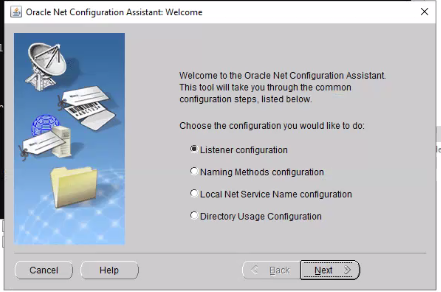 Oracle Net Configuration Assistant: Welcome
Welcome to the Oracle Net Configuration Assistant.
This tool will take you through the common
configuration steps, listed below.
Choose the configuration you would like to do:
Listener configuration
Naming Methods configuration
Local Net Service Name configuration
Directory Usage Configuration
Cancel
Help
Back
Next